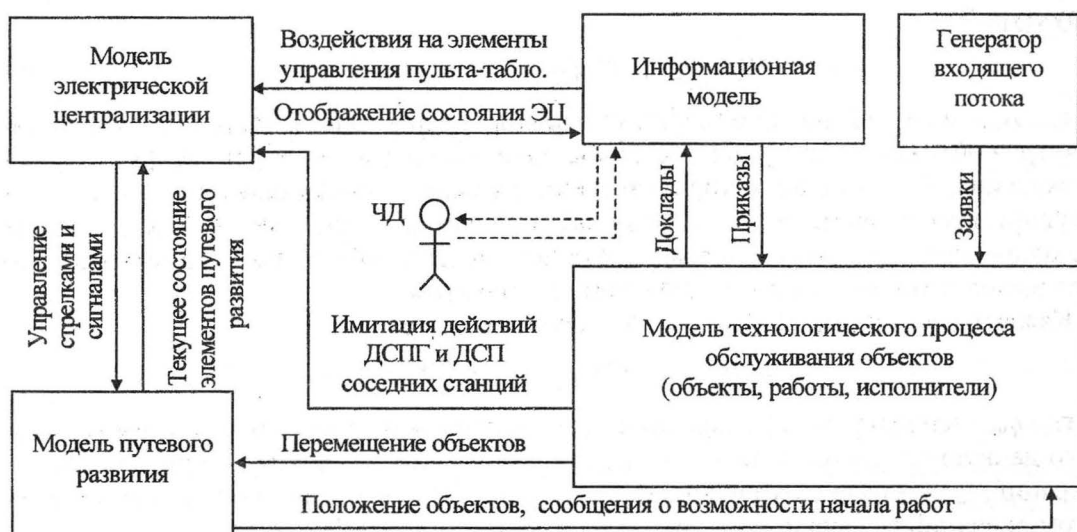 Модель
электрической
централизации
Воздействия на элементы
управления пульта-табло.
Отображение состояния ЭЦ
Информационная
модель
Генератор
входящего
потока
ЧД
Доклады
Приказы
Заявки
Управление
стрелками и
сигналами
Текущее состояние
элементов путевого
развития
Имитация действий
ДСПГ и ДСП
соседних станций
Модель технологического процесса
обслуживания объектов
(объекты, работы, исполнители)
Модель путевого
развития
Перемещение объектов
Положение объектов, сообщения о возможности начала работ